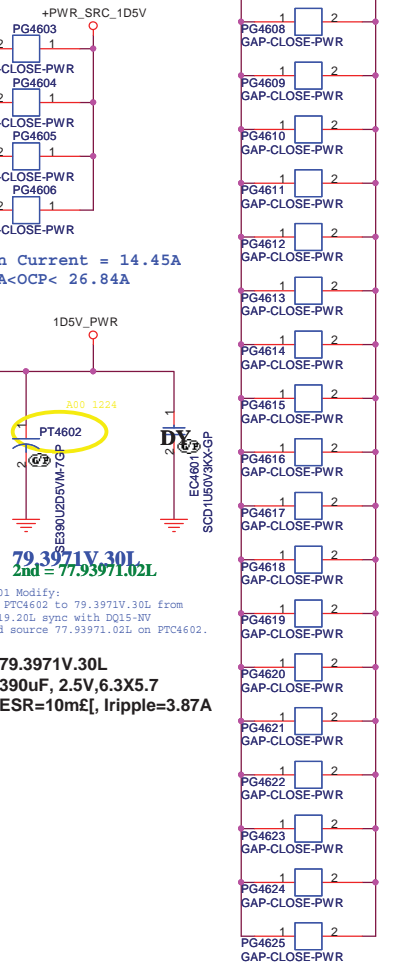 +PWR_SRC_1D5V
PG4603
2 1
-CLOSE-PWR
PG4604
2 1
-CLOSE-PWR
PG4605
2 1
-CLOSE-PWR
PG4606
2 1
-CLOSE-PWR
n Current = 14.45A
A<OCP< 26.84A
1D5V_PWR
A00_1224
1
PT4602
2
SE390U2D5VM-7GP
1
DY
2
EC4601
SCD1U50V3KX-GP
79.3971V.30L
2nd = 77.93971.02L
01 Modify:
PTC4602 to 79.3971V.30L from
19.20L sync with DQ15-NV
d source 77.93971.02L on PTC4602.
79.3971V.30L
390uF, 2.5V,6.3X5.7
ESR=10m£[, Iripple=3.87A
1 2
PG4608
GAP-CLOSE-PWR
1 2
PG4609
GAP-CLOSE-PWR
1 2
PG4610
GAP-CLOSE-PWR
1 2
PG4611
GAP-CLOSE-PWR
1 2
PG4612
GAP-CLOSE-PWR
1 2
PG4613
GAP-CLOSE-PWR
1 2
PG4614
GAP-CLOSE-PWR
1 2
PG4615
GAP-CLOSE-PWR
1 2
PG4616
GAP-CLOSE-PWR
1 2
PG4617
GAP-CLOSE-PWR
1 2
PG4618
GAP-CLOSE-PWR
1 2
PG4619
GAP-CLOSE-PWR
1 2
PG4620
GAP-CLOSE-PWR
1 2
PG4621
GAP-CLOSE-PWR
1 2
PG4622
GAP-CLOSE-PWR
1 2
PG4623
GAP-CLOSE-PWR
1 2
PG4624
GAP-CLOSE-PWR
1 2
PG4625
GAP-CLOSE-PWR